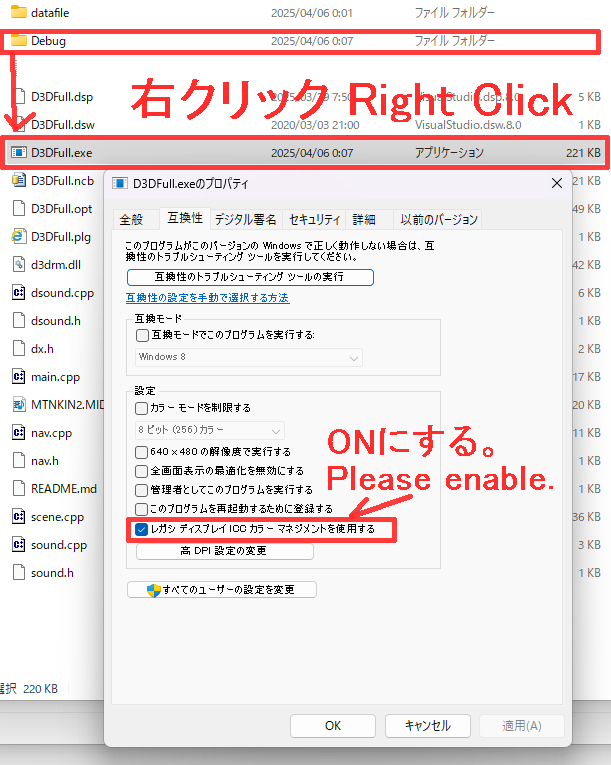 datafile 2025/04/06 0:01 ファイル フォルダー
Debug 2025/04/06 0:07 ファイル フォルダー
D3DFull.dsp VisualStudio.dsp.8.0 5 KB
右クリック Right Click
D3DFull.dsw 2020/03/03 21:00 VisualStudio.dsw.8.0 1 KB
D3DFull.exe 2025/04/06 0:07 アプリケーション 221 KB
D3DFull.ncb 21 KB
D3DFull.opt 49 KB
D3DFull.plg 1 KB
d3drm.dll 42 KB
dsound.cpp 6 KB
dsound.h 1 KB
dx.h 1 KB
main.cpp 17 KB
MTNKIN2.MID 20 KB
nav.cpp 11 KB
nav.h 1 KB
README.md 1 KB
scene.cpp 36 KB
sound.cpp 3 KB
sound.h 1 KB
選択 220 KB
D3DFull.exeのプロパティ
全般 互換性 デジタル署名 セキュリティ 詳細 以前のバージョン
このプログラムがこのバージョンの Windows で正しく動作しない場合は、互
換性のトラブルシューティング ツールを実行してください。
互換性のトラブルシューティング ツールの実行
互換性の設定を手動で選択する方法
互換モード
互換モードでこのプログラムを実行する:
Windows 8
設定
カラー モードを制限する
8 ビット (256) カラー
640 x 480 の解像度で実行する
全画面表示の最適化を無効にする
管理者としてこのプログラムを実行する
このプログラムを再起動するために登録する
レガシ ディスプレイ ICC カラー マネジメントを使用する
高 DPI 設定の変更
ONにする。
Please enable.
すべてのユーザーの設定を変更
OK キャンセル 適用(A)